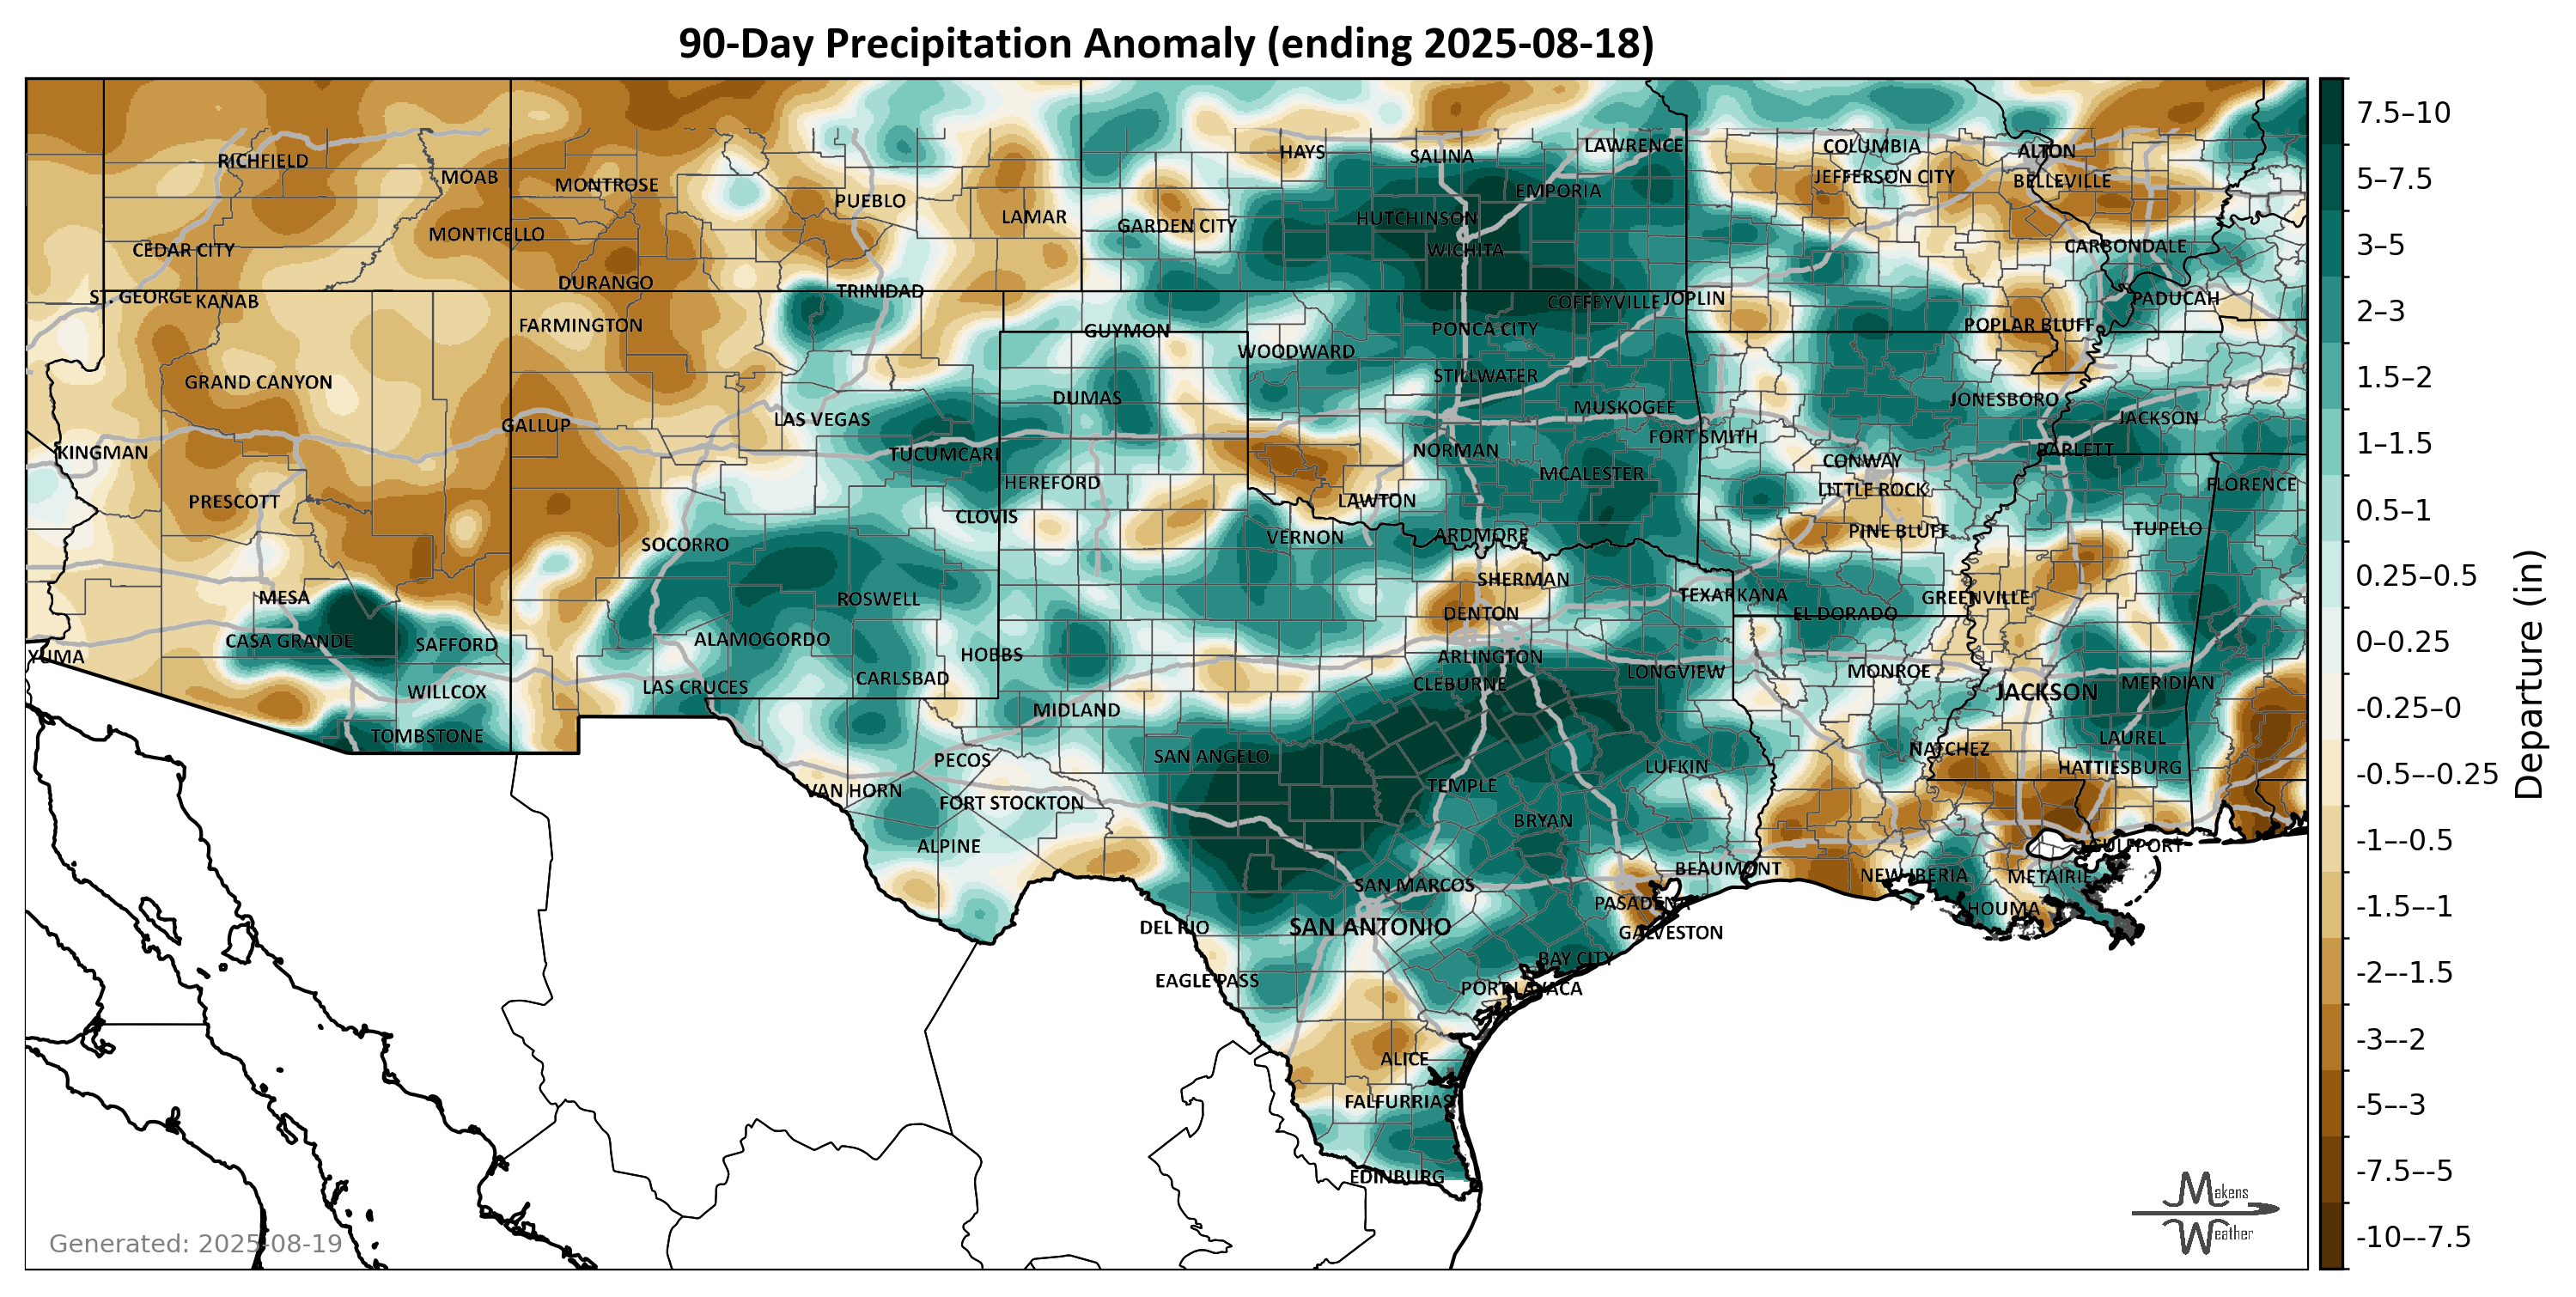 90-Day Precipitation Anomaly (ending 2025-08-18)
RICHFIELD
MOAB
MONTROSE
PUEBLO
LAMAR
HAYS
SALINA
LAWRENCE
COLUMBIA
ALTON
JEFFERSON CITY
BELLEVILLE
EMPORIA
HUTCHINSON
GARDEN CITY
WICHITA
MONTICELLO
CEDAR CITY
CARBONDALE
DURANGO
TRINIDAD
ST. GEORGE
KANAB
COFFEYVILLE
JOPLIN
PADUCAH
FARMINGTON
GUYMON
PONCA CITY
POPLAR BLUFF
WOODWARD
STILLWATER
GRAND CANYON
DUMAS
MUSKOGEE
JONESBORO
JACKSON
LAS VEGAS
GALLUP
FORT SMITH
KINGMAN
TUCUMCARI
NORMAN
BARLETT
CONWAY
MCALESTER
HEREFORD
LITTLE ROCK
FLORENCE
PRESCOTT
LAWTON
CLOVIS
PINE BLUFF
TUPELO
SOCORRO
VERNON
ARDMORE
SHERMAN
MESA
ROSWELL
TEXARKANA
GREENVILLE
DENTON
EL DORADO
CASA GRANDE
SAFFORD
ALAMOGORDO
YUMA
HOBBS
ARLINGTON
CLEBURNE
LONGVIEW
MONROE
CARLSBAD
LAS CRUCES
WILLCOX
JACKSON
MERIDIAN
MIDLAND
TOMBSTONE
LAUREL
NATCHEZ
SAN ANGELO
PECOS
LUFKIN
HATTIESBURG
TEMPLE
VAN HORN
FORT STOCKTON
BRYAN
ALPINE
GULFPORT
BEAUMONT
NEW IBERIA
METAIRIE
SAN MARCOS
PASADENA
HOUMA
DEL RIO
SAN ANTONIO
GALVESTON
BAY CITY
EAGLE PASS
PORT LAVACA
ALICE
FALFURRIAS
EDINBURG
7.5–10
5–7.5
3–5
2–3
1.5–2
1–1.5
0.5–1
0.25–0.5
0–0.25
-0.25–0
-0.5–-0.25
-1–-0.5
-1.5–-1
-2–-1.5
-3–-2
-5–-3
-7.5–-5
-10–-7.5
Departure (in)
Generated: 2025-08-19
Makens
Weather